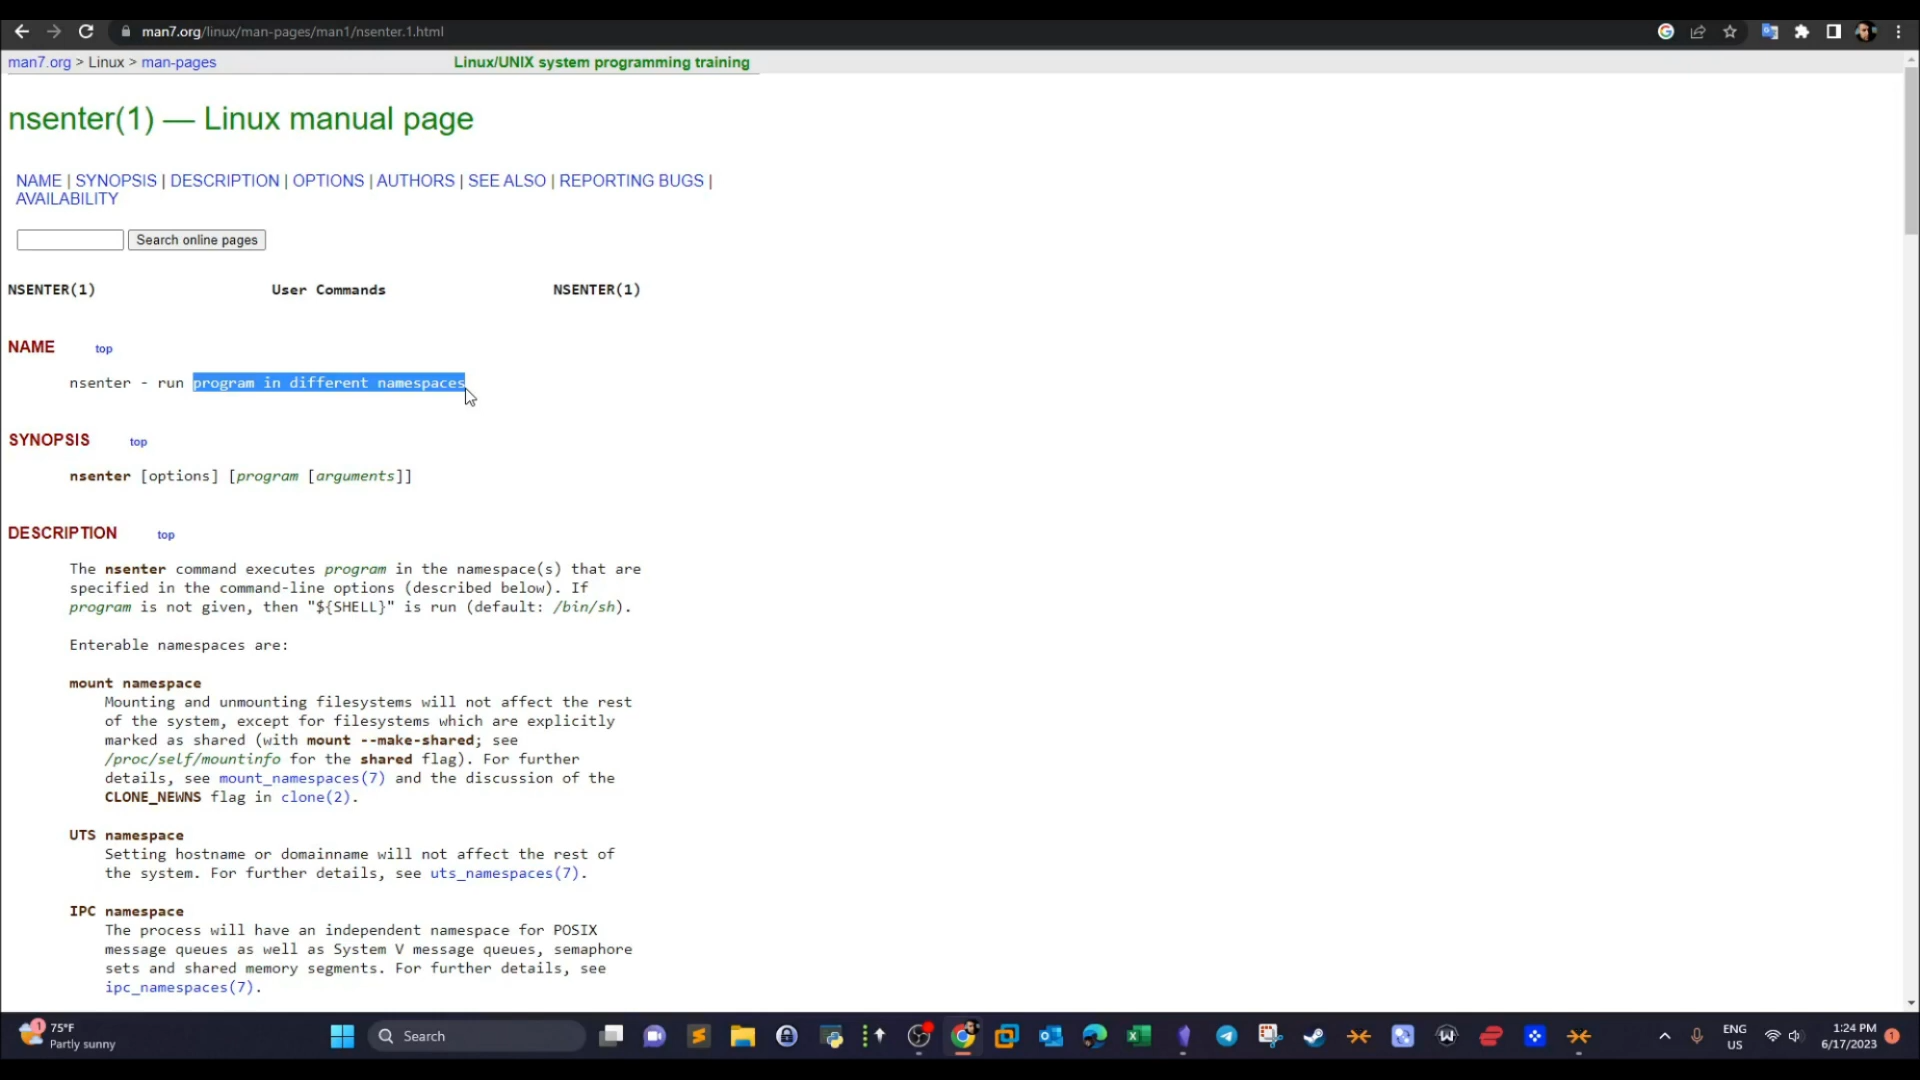 man7.org/linux/man-pages/man1/nsenter.1.html
man7.org > Linux > man-pages
Linux/UNIX system programming training
nsenter(1) — Linux manual page
NAME | SYNOPSIS | DESCRIPTION | OPTIONS | AUTHORS | SEE ALSO | REPORTING BUGS |
AVAILABILITY
Search online pages
NSENTER(1) User Commands NSENTER(1)
NAME top
nsenter - run program in different namespaces
SYNOPSIS top
nsenter [options] [program [arguments]]
DESCRIPTION top
The nsenter command executes program in the namespace(s) that are
specified in the command-line options (described below). If
program is not given, then "${SHELL}" is run (default: /bin/sh).
Enterable namespaces are:
mount namespace
Mounting and unmounting filesystems will not affect the rest
of the system, except for filesystems which are explicitly
marked as shared (with mount --make-shared; see
/proc/self/mountinfo for the shared flag). For further
details, see mount_namespaces(7) and the discussion of the
CLONE_NEWNS flag in clone(2).
UTS namespace
Setting hostname or domainname will not affect the rest of
the system. For further details, see uts_namespaces(7).
IPC namespace
The process will have an independent namespace for POSIX
message queues as well as System V message queues, semaphore
sets and shared memory segments. For further details, see
ipc_namespaces(7).
1
75°F
Partly sunny
Search
ENG
US
1:24 PM
6/17/2023
1